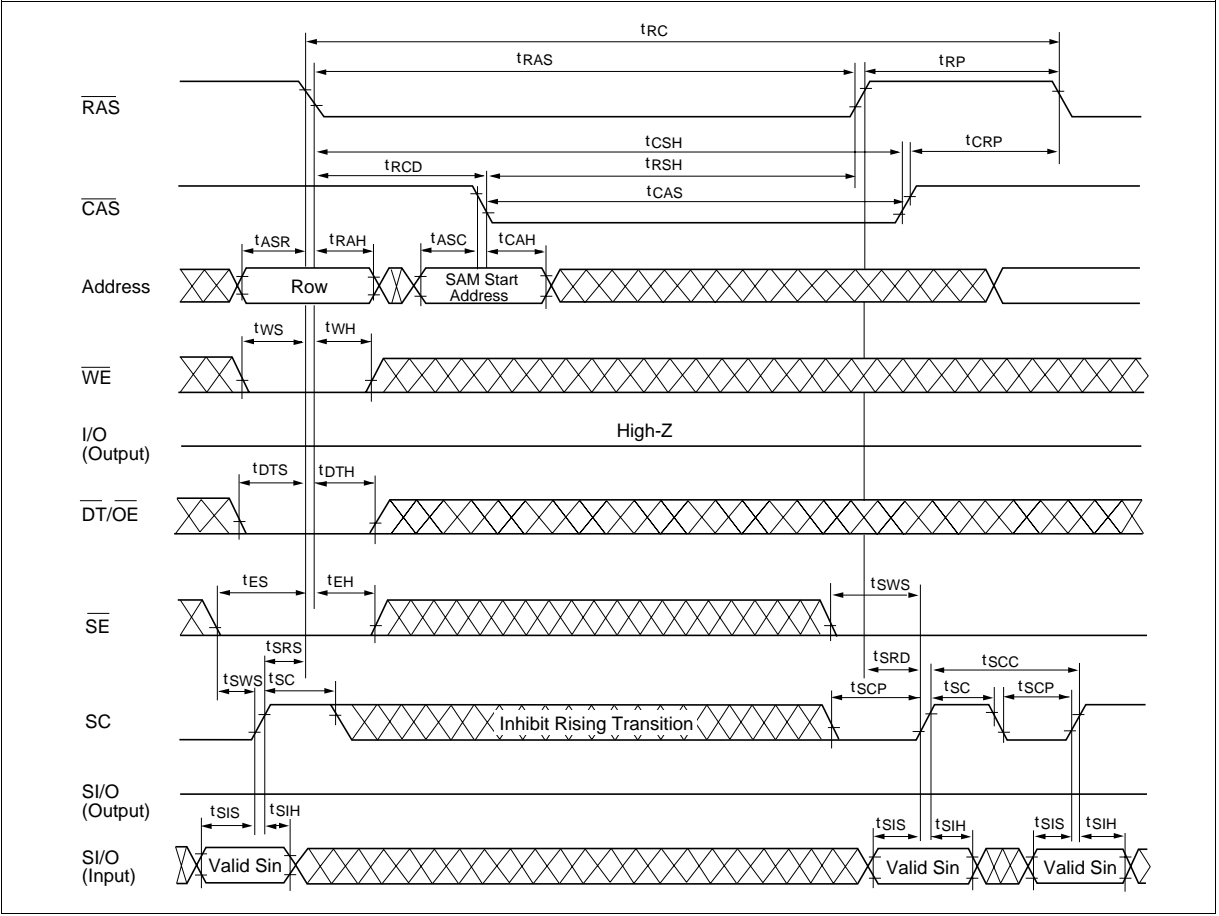 tRC
tRAS
tRP
RAS
tCSH
tCRP
tRCD
tRSH
tCAS
CAS
tASR
tRAH
tASC
tCAH
Address
Row
SAM Start
Address
tWS
tWH
WE
I/O
(Output)
High-Z
tDTS
tDTH
DT/OE
tES
tEH
tSWS
SE
tSRS
tSRD
tSCC
tSWS
tSC
tSCP
tSC
tSCP
SC
Inhibit Rising Transition
SI/O
(Output)
tSIS
tSIH
tSIS
tSIH
tSIS
tSIH
SI/O
(Input)
Valid Sin
Valid Sin
Valid Sin